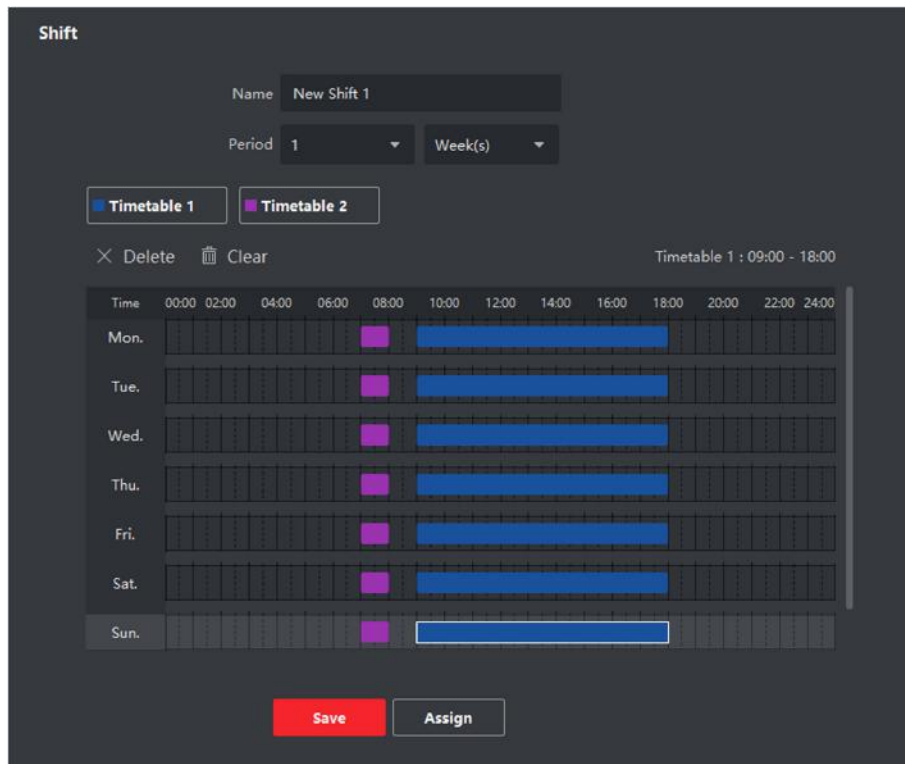 Shift
Name New Shift 1
Period 1 Week(s)
Timetable 1 Timetable 2
Delete Clear Timetable 1 : 09:00 - 18:00
Time 00:00 02:00 04:00 06:00 08:00 10:00 12:00 14:00 16:00 18:00 20:00 22:00 24:00
Mon.
Tue.
Wed.
Thu.
Fri.
Sat.
Sun.
Save Assign